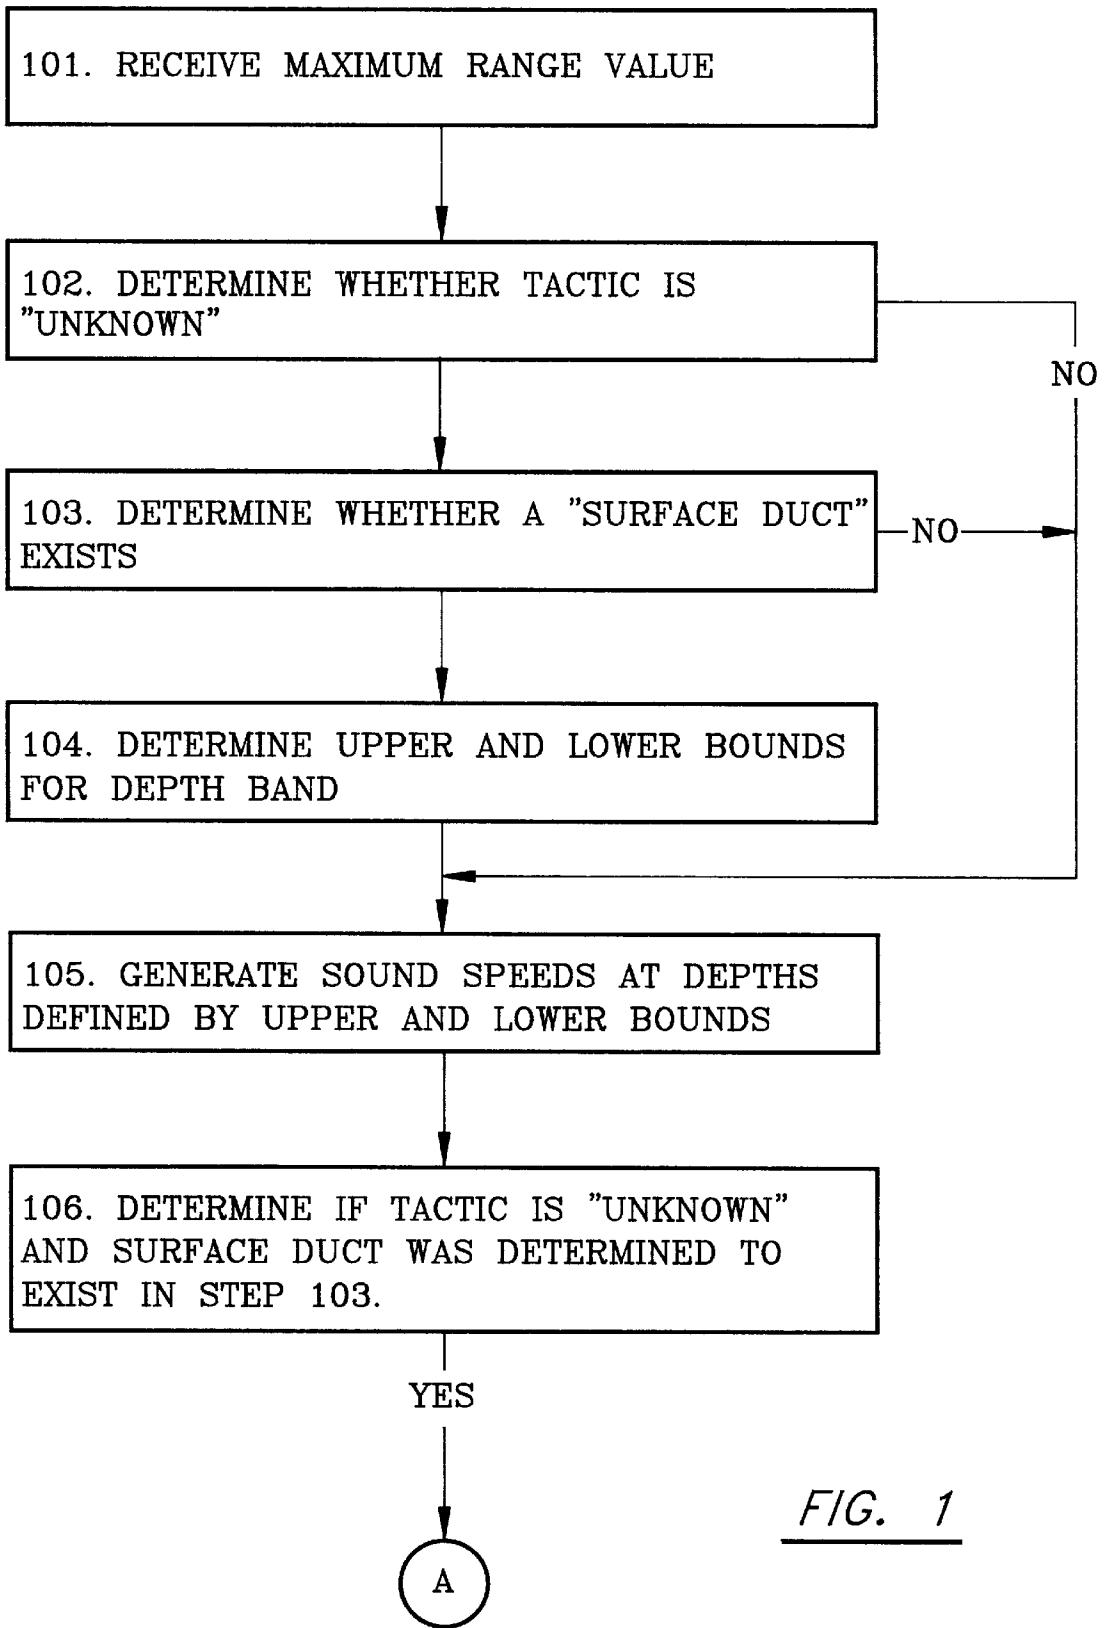 101. RECEIVE MAXIMUM RANGE VALUE
102. DETERMINE WHETHER TACTIC IS
"UNKNOWN"
NO
103. DETERMINE WHETHER A "SURFACE DUCT"
EXISTS
NO
104. DETERMINE UPPER AND LOWER BOUNDS
FOR DEPTH BAND
105. GENERATE SOUND SPEEDS AT DEPTHS
DEFINED BY UPPER AND LOWER BOUNDS
106. DETERMINE IF TACTIC IS "UNKNOWN"
AND SURFACE DUCT WAS DETERMINED TO
EXIST IN STEP 103.
YES
A
FIG. 1